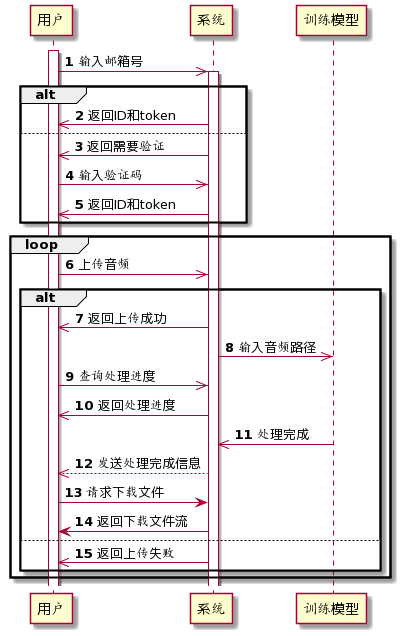 用户 系统 训练模型
1 输入邮箱号
alt
2 返回ID和token
3 返回需要验证
4 输入验证码
5 返回ID和token
loop
6 上传音频
alt
7 返回上传成功
8 输入音频路径
9 查询处理进度
10 返回处理进度
11 处理完成
12 发送处理完成信息
13 请求下载文件
14 返回下载文件流
15 返回上传失败
用户 系统 训练模型